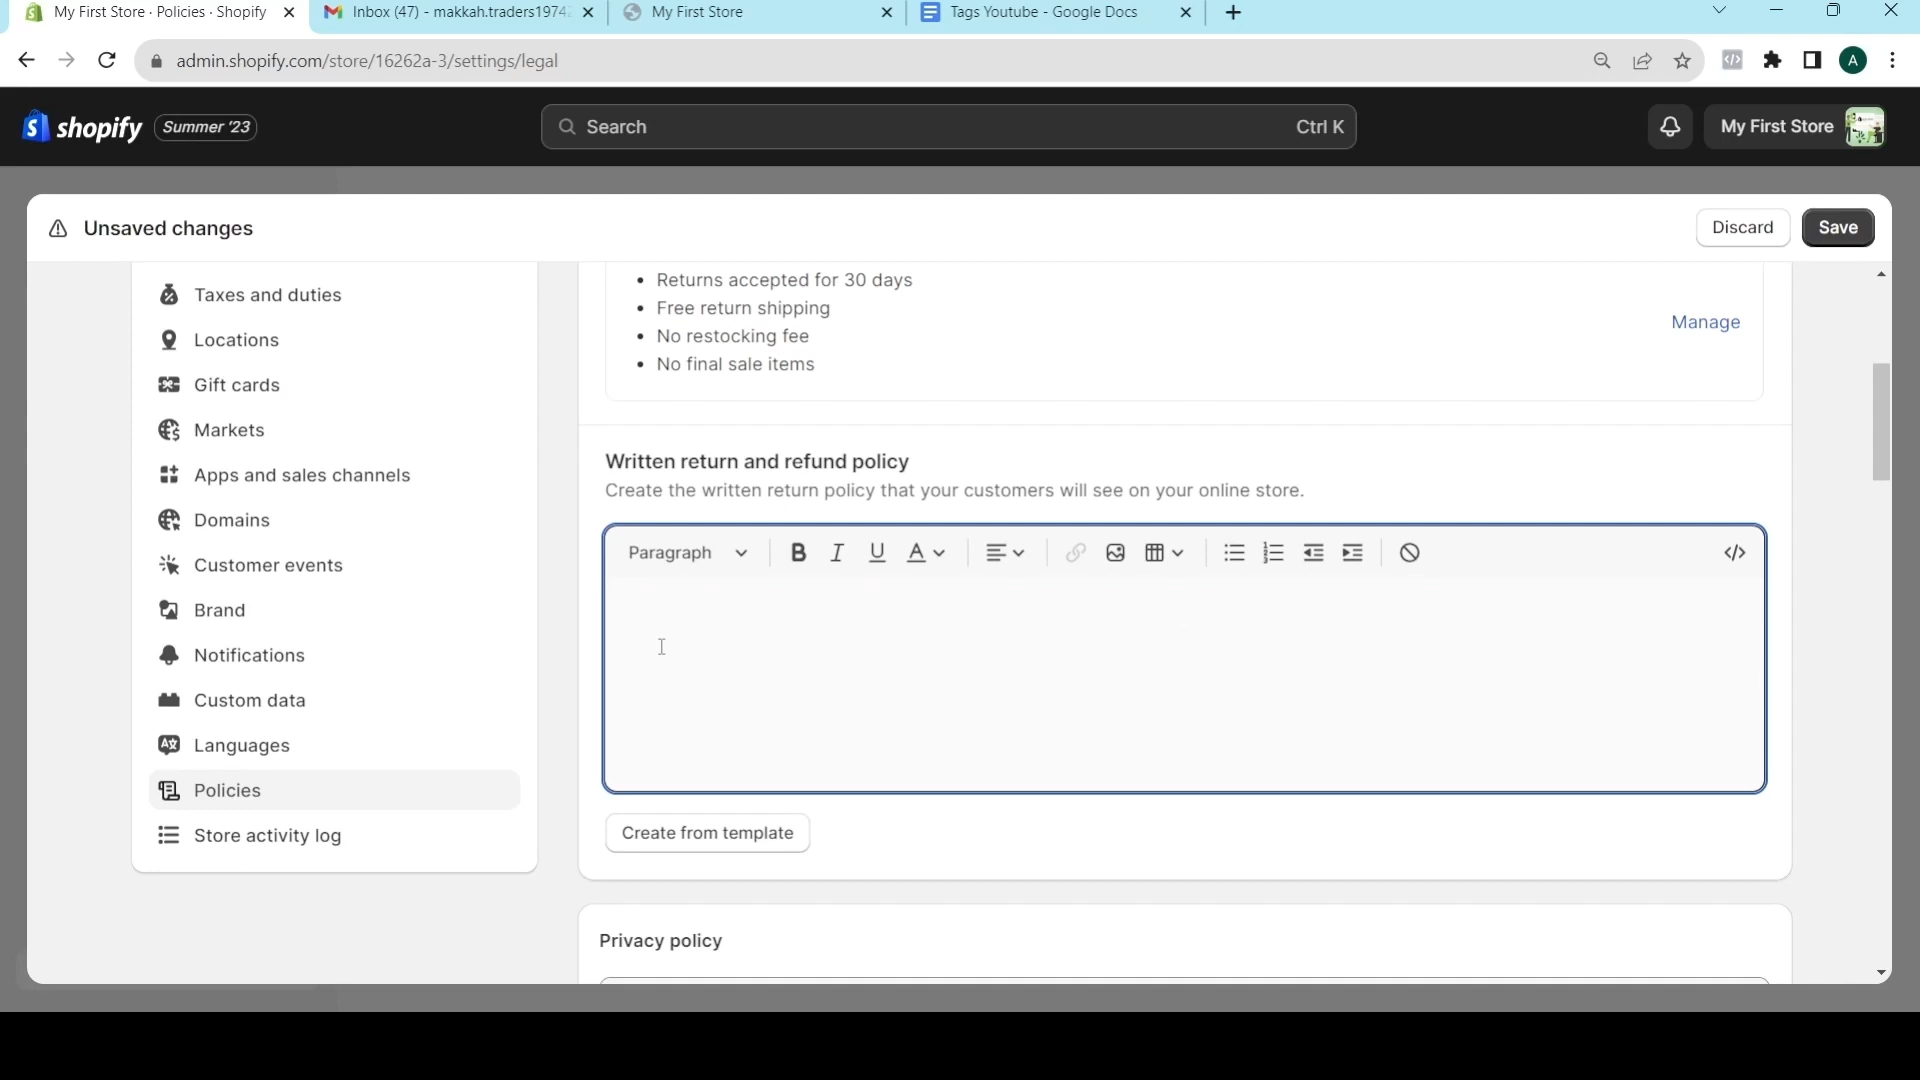 My First Store · Policies · Shopify
Inbox (47) - makkah.traders1974
My First Store
Tags Youtube - Google Docs
admin.shopify.com/store/16262a-3/settings/legal
A
shopify
Summer '23
Search
Ctrl K
My First Store
Unsaved changes
Discard
Save
Taxes and duties
Locations
Gift cards
Markets
Apps and sales channels
Domains
Customer events
Brand
Notifications
Custom data
Languages
Policies
Store activity log
• Returns accepted for 30 days
• Free return shipping
• No restocking fee
• No final sale items
Manage
Written return and refund policy
Create the written return policy that your customers will see on your online store.
Paragraph B I U A </>
Create from template
Privacy policy